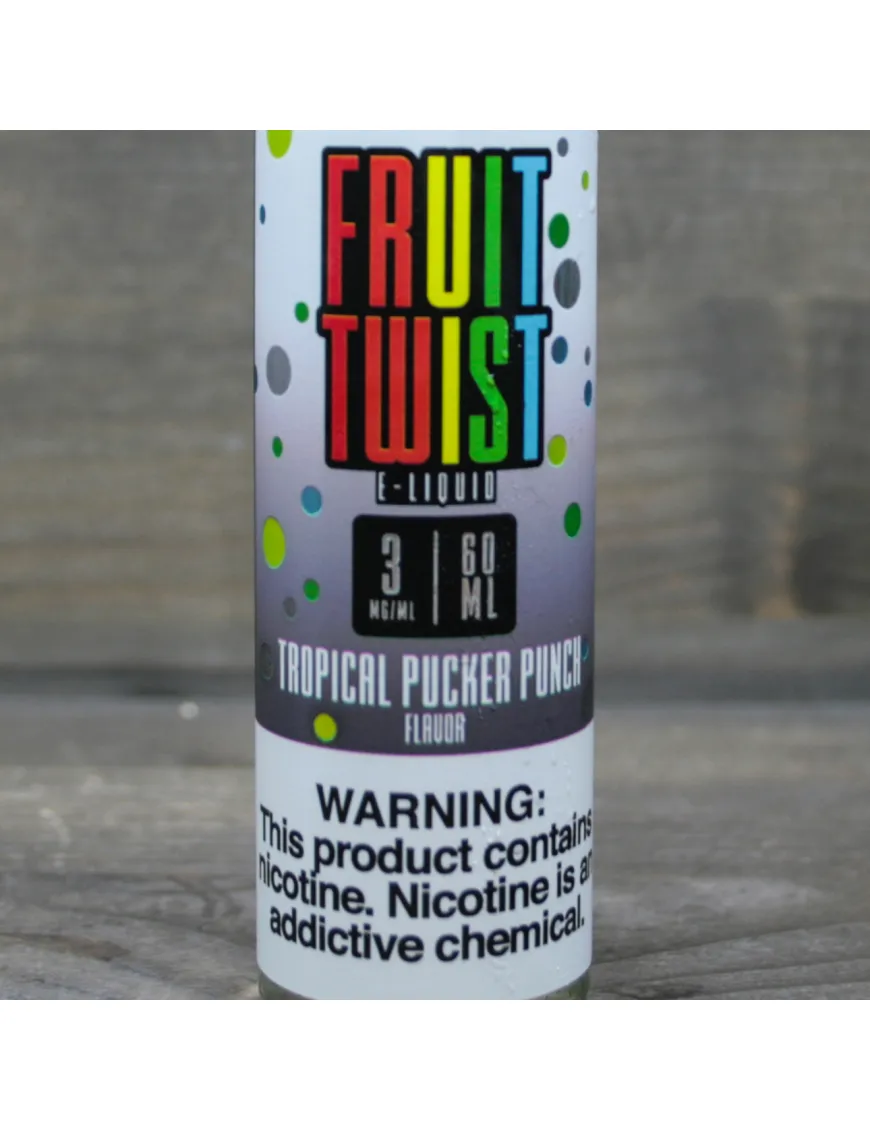 FRUIT
TWIST
E-LIQUID
3 60
MG/ML ML
TROPICAL PUCKER PUNCH
FLAVOR
WARNING:
This product contains
nicotine. Nicotine is an
addictive chemical.